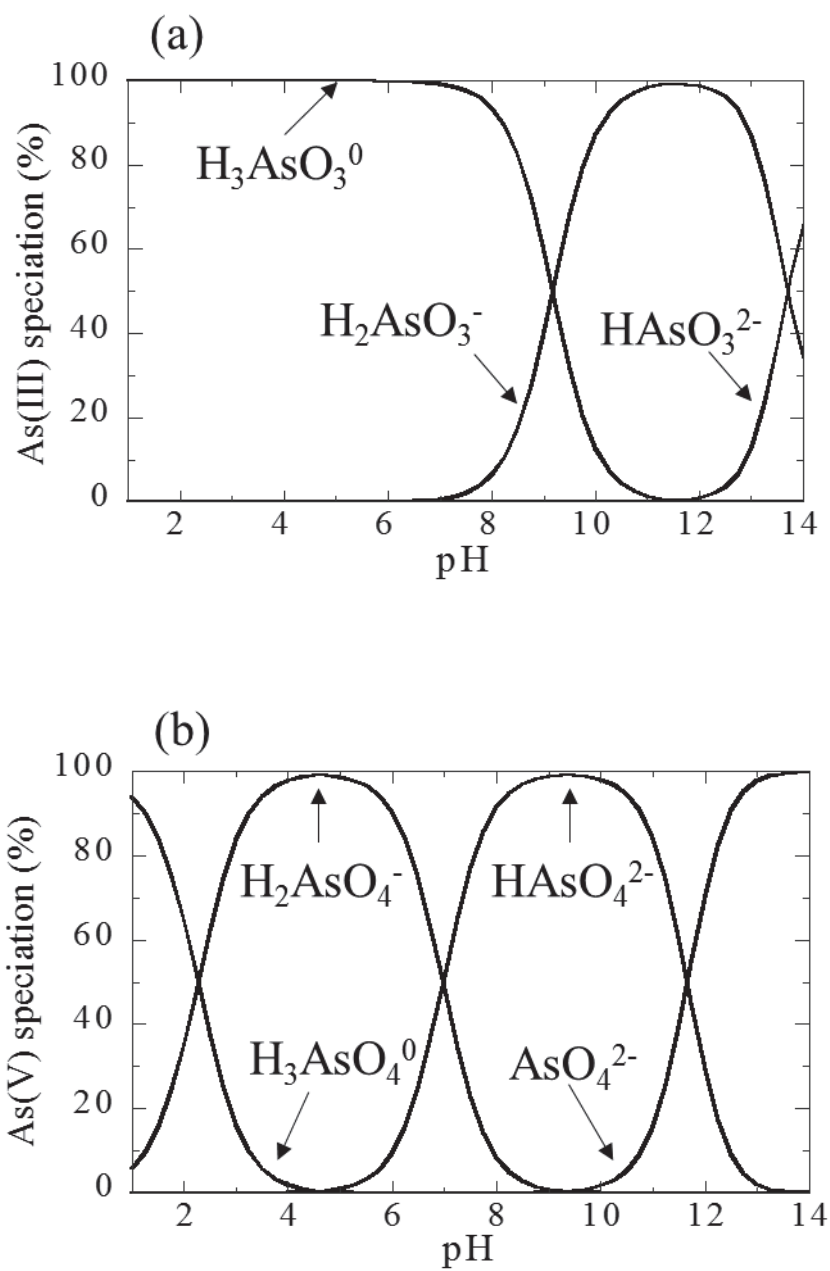 (a)
As(III) speciation (%)
100
80
60
40
20
0
H₃AsO₃⁰
H₂AsO₃⁻
HAsO₃²⁻
2 4 6 8 10 12 14
pH
(b)
As(V) speciation (%)
100
80
60
40
20
0
H₂AsO₄⁻ HAsO₄²⁻
H₃AsO₄⁰ AsO₄²⁻
2 4 6 8 10 12 14
pH